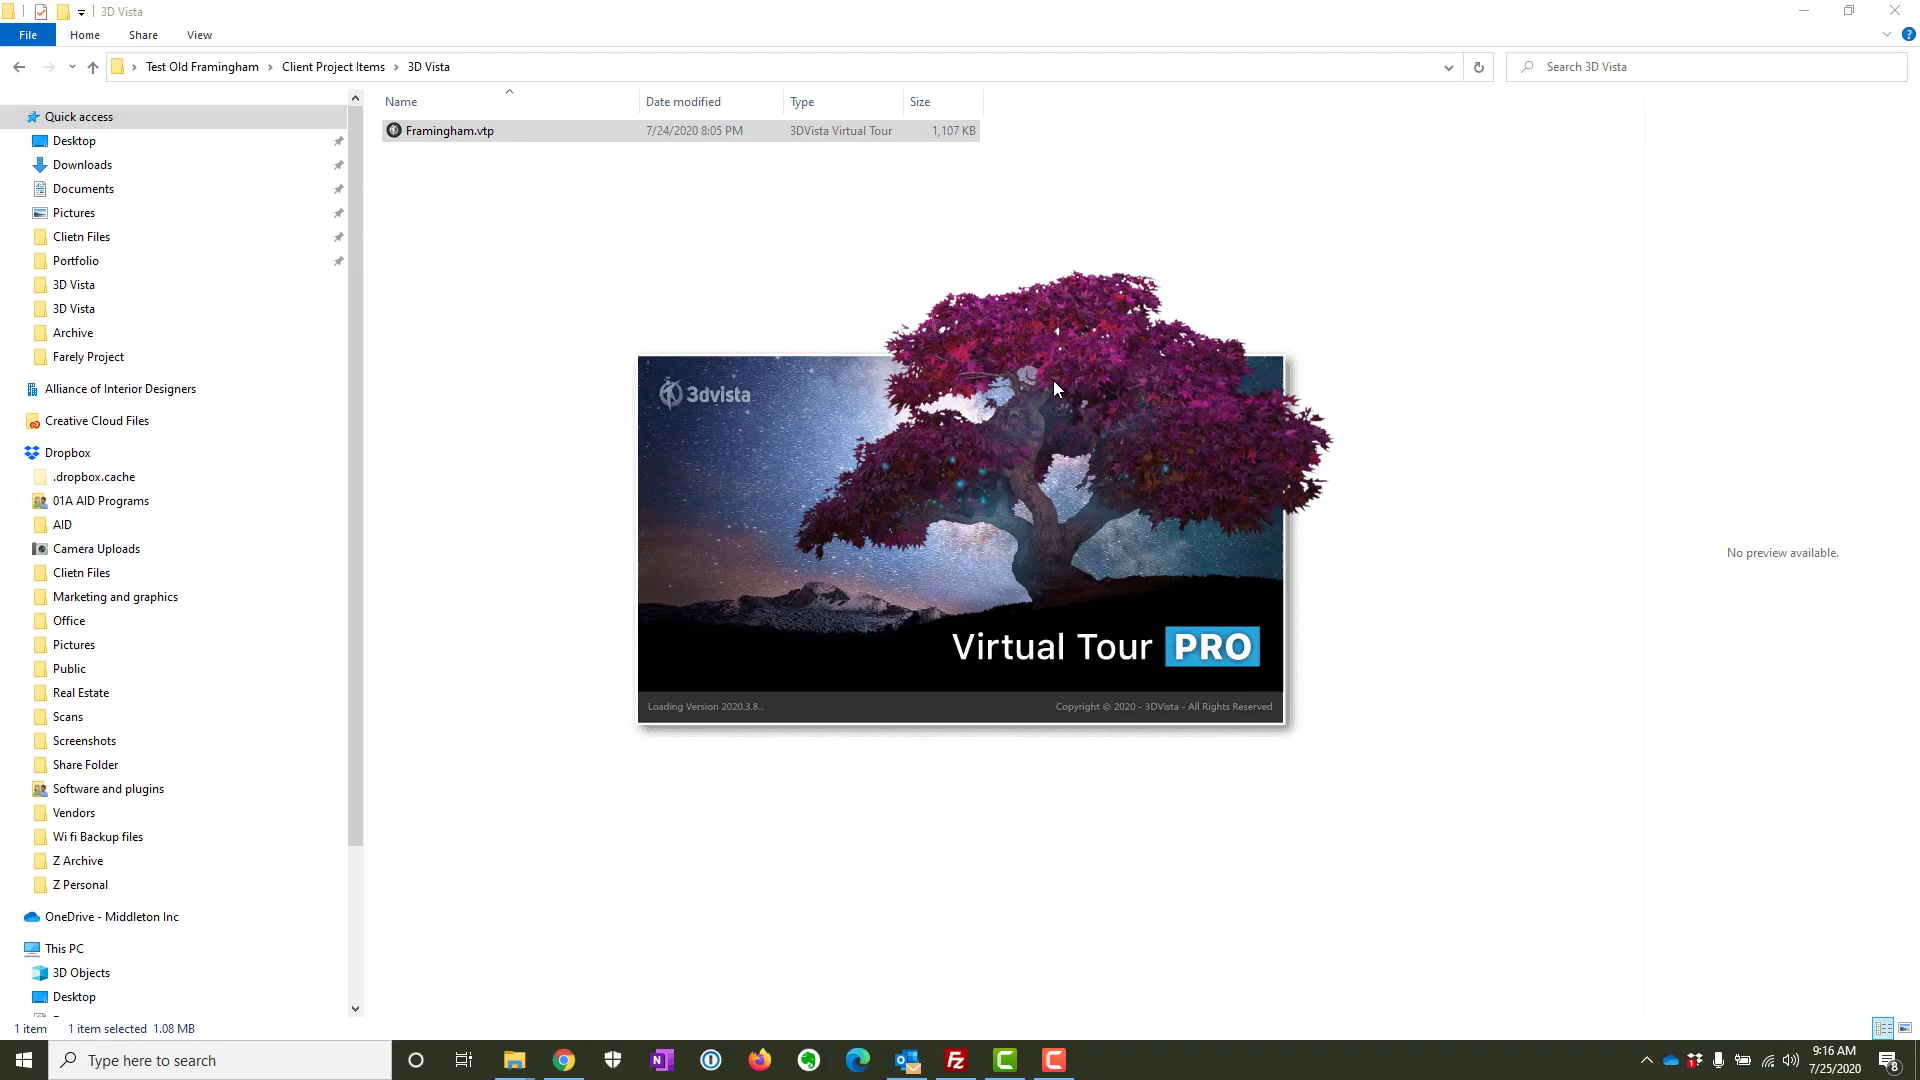 3D Vista
File Home Share View
Test Old Framingham Client Project Items 3D Vista
Search 3D Vista
Name Date modified Type Size
Framingham.vtp 7/24/2020 8:05 PM 3DVista Virtual Tour 1,107 KB
Quick access
Desktop
Downloads
Documents
Pictures
Clietn Files
Portfolio
3D Vista
3D Vista
Archive
Farely Project
Alliance of Interior Designers
Creative Cloud Files
Dropbox
.dropbox.cache
01A AID Programs
AID
Camera Uploads
Clietn Files
Marketing and graphics
Office
Pictures
Public
Real Estate
Scans
Screenshots
Share Folder
Software and plugins
Vendors
Wi fi Backup files
Z Archive
Z Personal
OneDrive - Middleton Inc
This PC
3D Objects
Desktop
3dvista
Virtual Tour PRO
Loading Version 2020.3.8...
Copyright © 2020 - 3DVista - All Rights Reserved
No preview available.
1 item 1 item selected 1.08 MB
Type here to search
9:16 AM
7/25/2020
8